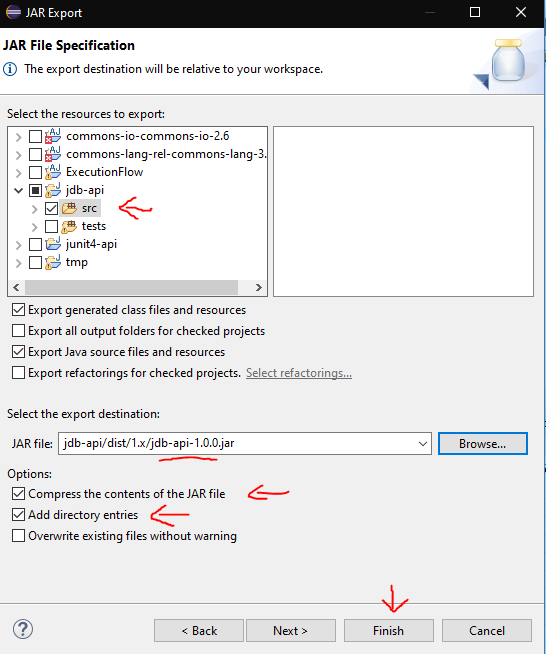 JAR Export
JAR File Specification
The export destination will be relative to your workspace.
Select the resources to export:
commons-io-commons-io-2.6
commons-lang-rel-commons-lang-3.
ExecutionFlow
jdb-api
src
tests
junit4-api
tmp
Export generated class files and resources
Export all output folders for checked projects
Export Java source files and resources
Export refactorings for checked projects. Select refactorings...
Select the export destination:
JAR file: jdb-api/dist/1.x/jdb-api-1.0.0.jar Browse...
Options:
Compress the contents of the JAR file
Add directory entries
Overwrite existing files without warning
? < Back Next > Finish Cancel